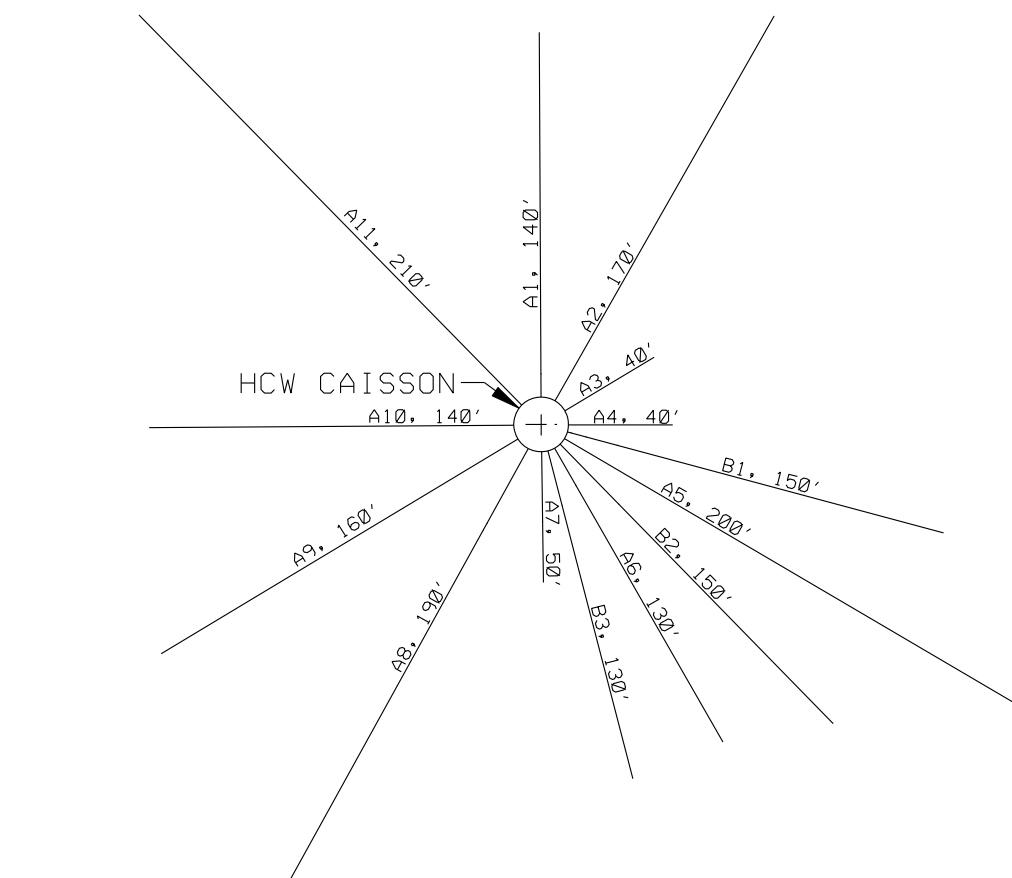 A11, 210'
A1, 140'
A2, 170'
A3, 40'
HCW CAISSON
A10, 140'
A4, 40'
B1, 150'
A5, 200'
A9, 160'
A7, 50'
B2, 150'
A6, 130'
A8, 190'
B3, 130'